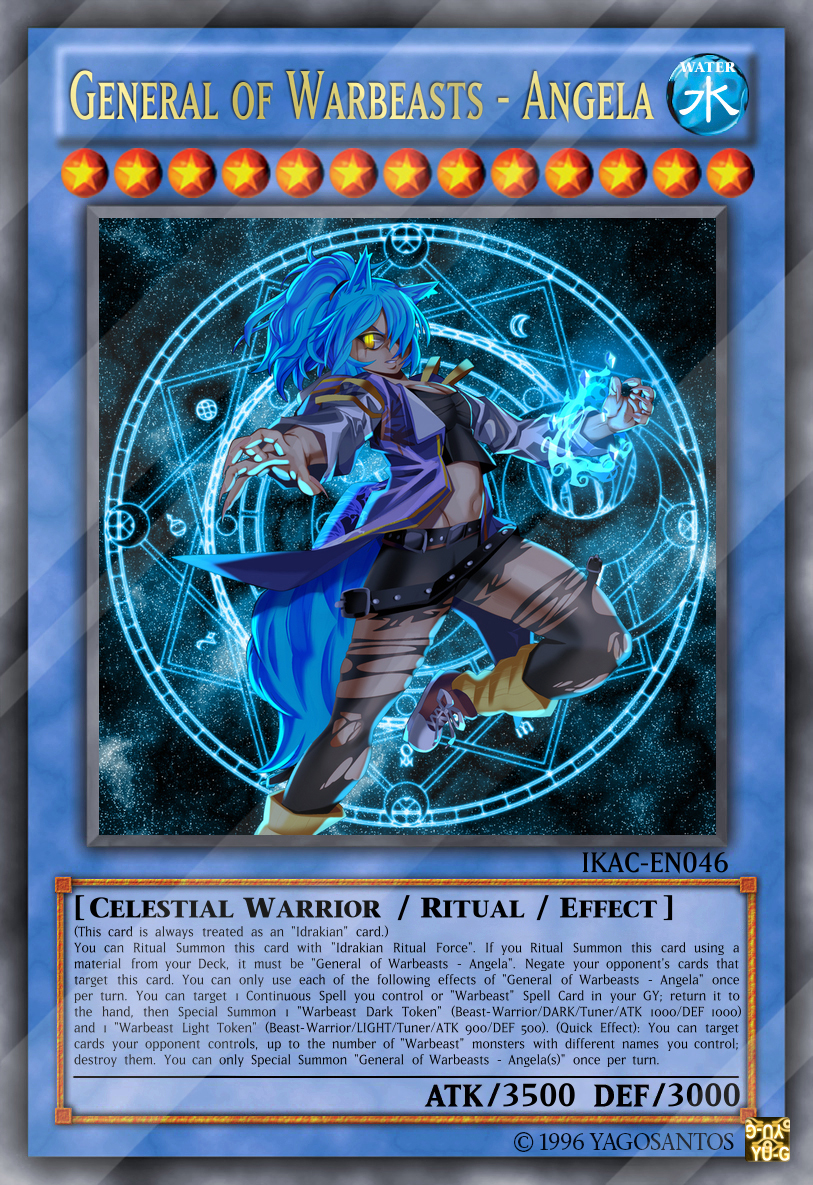 General of Warbeasts - Angela
WATER
水
IKAC-EN046
[ Celestial Warrior / Ritual / Effect ]
(This card is always treated as an "Idrakian" card.)
You can Ritual Summon this card with "Idrakian Ritual Force". If you Ritual Summon this card using a
material from your Deck, it must be "General of Warbeasts - Angela". Negate your opponent's cards that
target this card. You can only use each of the following effects of "General of Warbeasts - Angela" once
per turn. You can target 1 Continuous Spell you control or "Warbeast" Spell Card in your GY; return it to
the hand, then Special Summon 1 "Warbeast Dark Token" (Beast-Warrior/DARK/Tuner/ATK 1000/DEF 1000)
and 1 "Warbeast Light Token" (Beast-Warrior/LIGHT/Tuner/ATK 900/DEF 500). (Quick Effect): You can target
cards your opponent controls, up to the number of "Warbeast" monsters with different names you control;
destroy them. You can only Special Summon "General of Warbeasts - Angela(s)" once per turn.
ATK/3500 DEF/3000
© 1996 YAGOSANTOS